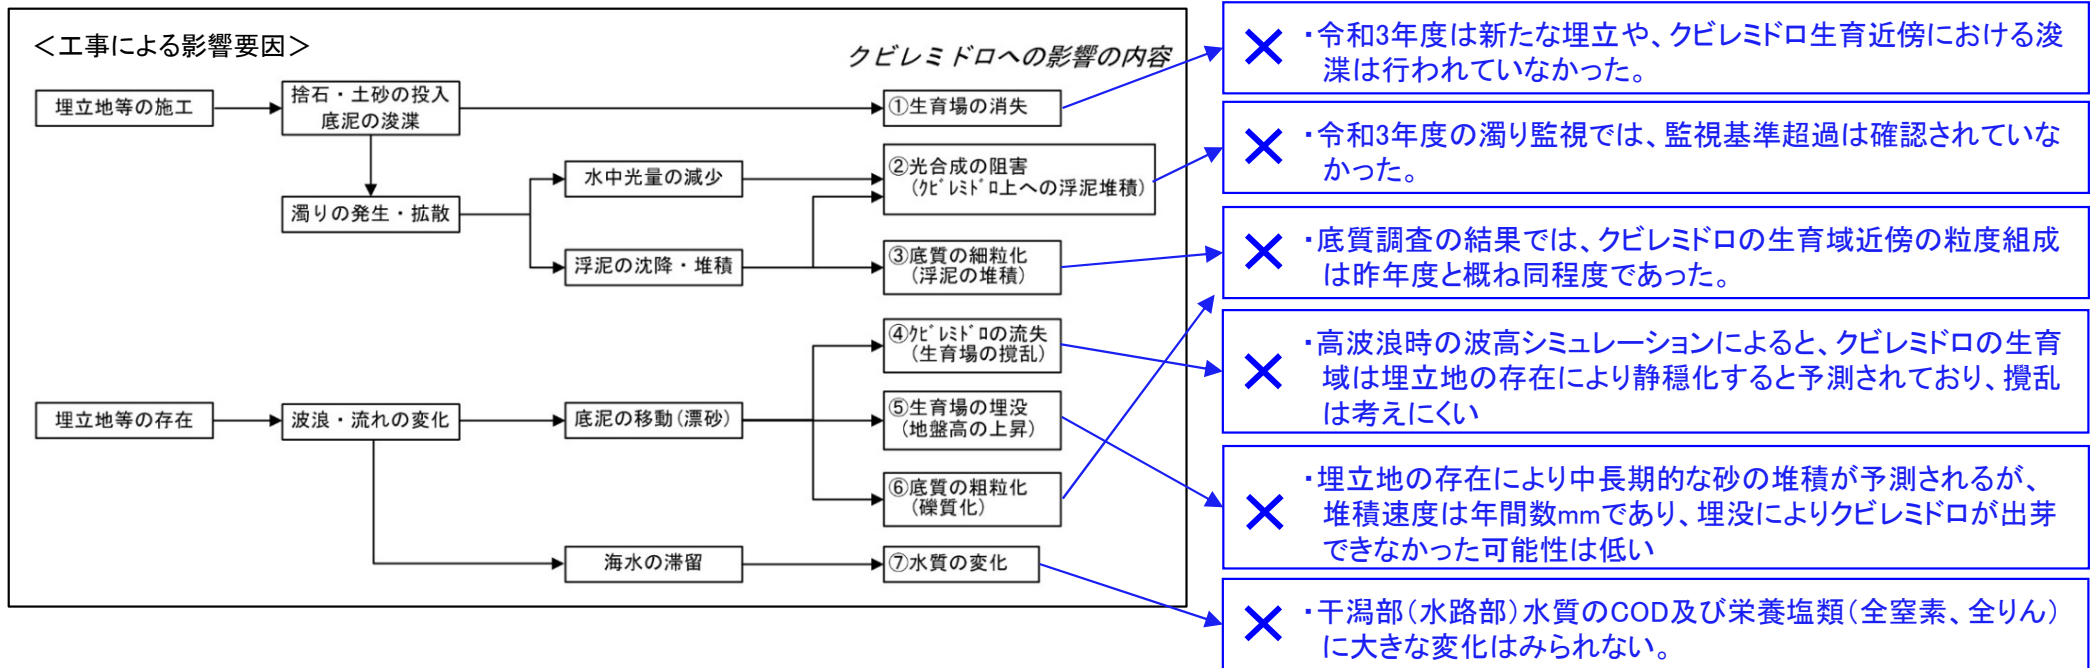 ＜工事による影響要因＞
クビレミドロへの影響の内容
埋立地等の施工
捨石・土砂の投入
底泥の浚渫
①生育場の消失
水中光量の減少
②光合成の阻害
(ｸﾋﾞﾚﾐﾄﾞﾛ上への浮泥堆積)
濁りの発生・拡散
浮泥の沈降・堆積
③底質の細粒化
(浮泥の堆積)
④ｸﾋﾞﾚﾐﾄﾞﾛの流失
(生育場の撹乱)
埋立地等の存在
波浪・流れの変化
底泥の移動(漂砂)
⑤生育場の埋没
(地盤高の上昇)
⑥底質の粗粒化
(礫質化)
海水の滞留
⑦水質の変化
×・令和3年度は新たな埋立や、クビレミドロ生育近傍における浚
渫は行われていなかった。
×・令和3年度の濁り監視では、監視基準超過は確認されていな
かった。
×・底質調査の結果では、クビレミドロの生育域近傍の粒度組成
は昨年度と概ね同程度であった。
×・高波浪時の波高シミュレーションによると、クビレミドロの生育
域は埋立地の存在により静穏化すると予測されており、攪乱
は考えにくい
×・埋立地の存在により中長期的な砂の堆積が予測されるが、
堆積速度は年間数mmであり、埋没によりクビレミドロが出芽
できなかった可能性は低い
×・干潟部（水路部）水質のCOD及び栄養塩類（全窒素、全りん）
に大きな変化はみられない。